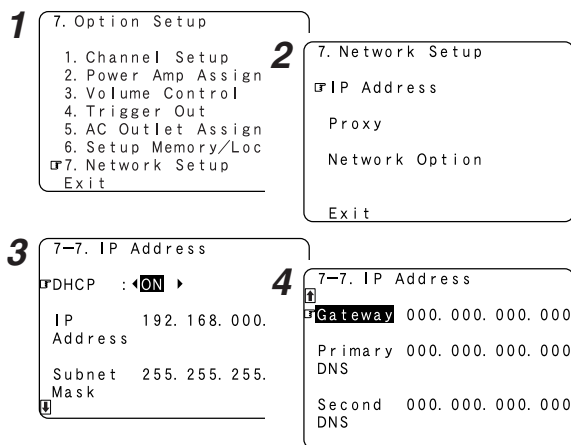 1
7. Option Setup
1. Channel Setup
2. Power Amp Assign
3. Volume Control
4. Trigger Out
5. AC Outlet Assign
6. Setup Memory/Loc
7. Network Setup
Exit
2
7. Network Setup
IP Address
Proxy
Network Option
Exit
3
7-7. IP Address
DHCP : ON
IP 192. 168. 000.
Address
Subnet 255. 255. 255.
Mask
4
7-7. IP Address
Gateway 000. 000. 000. 000
Primary 000. 000. 000. 000
DNS
Second 000. 000. 000. 000
DNS